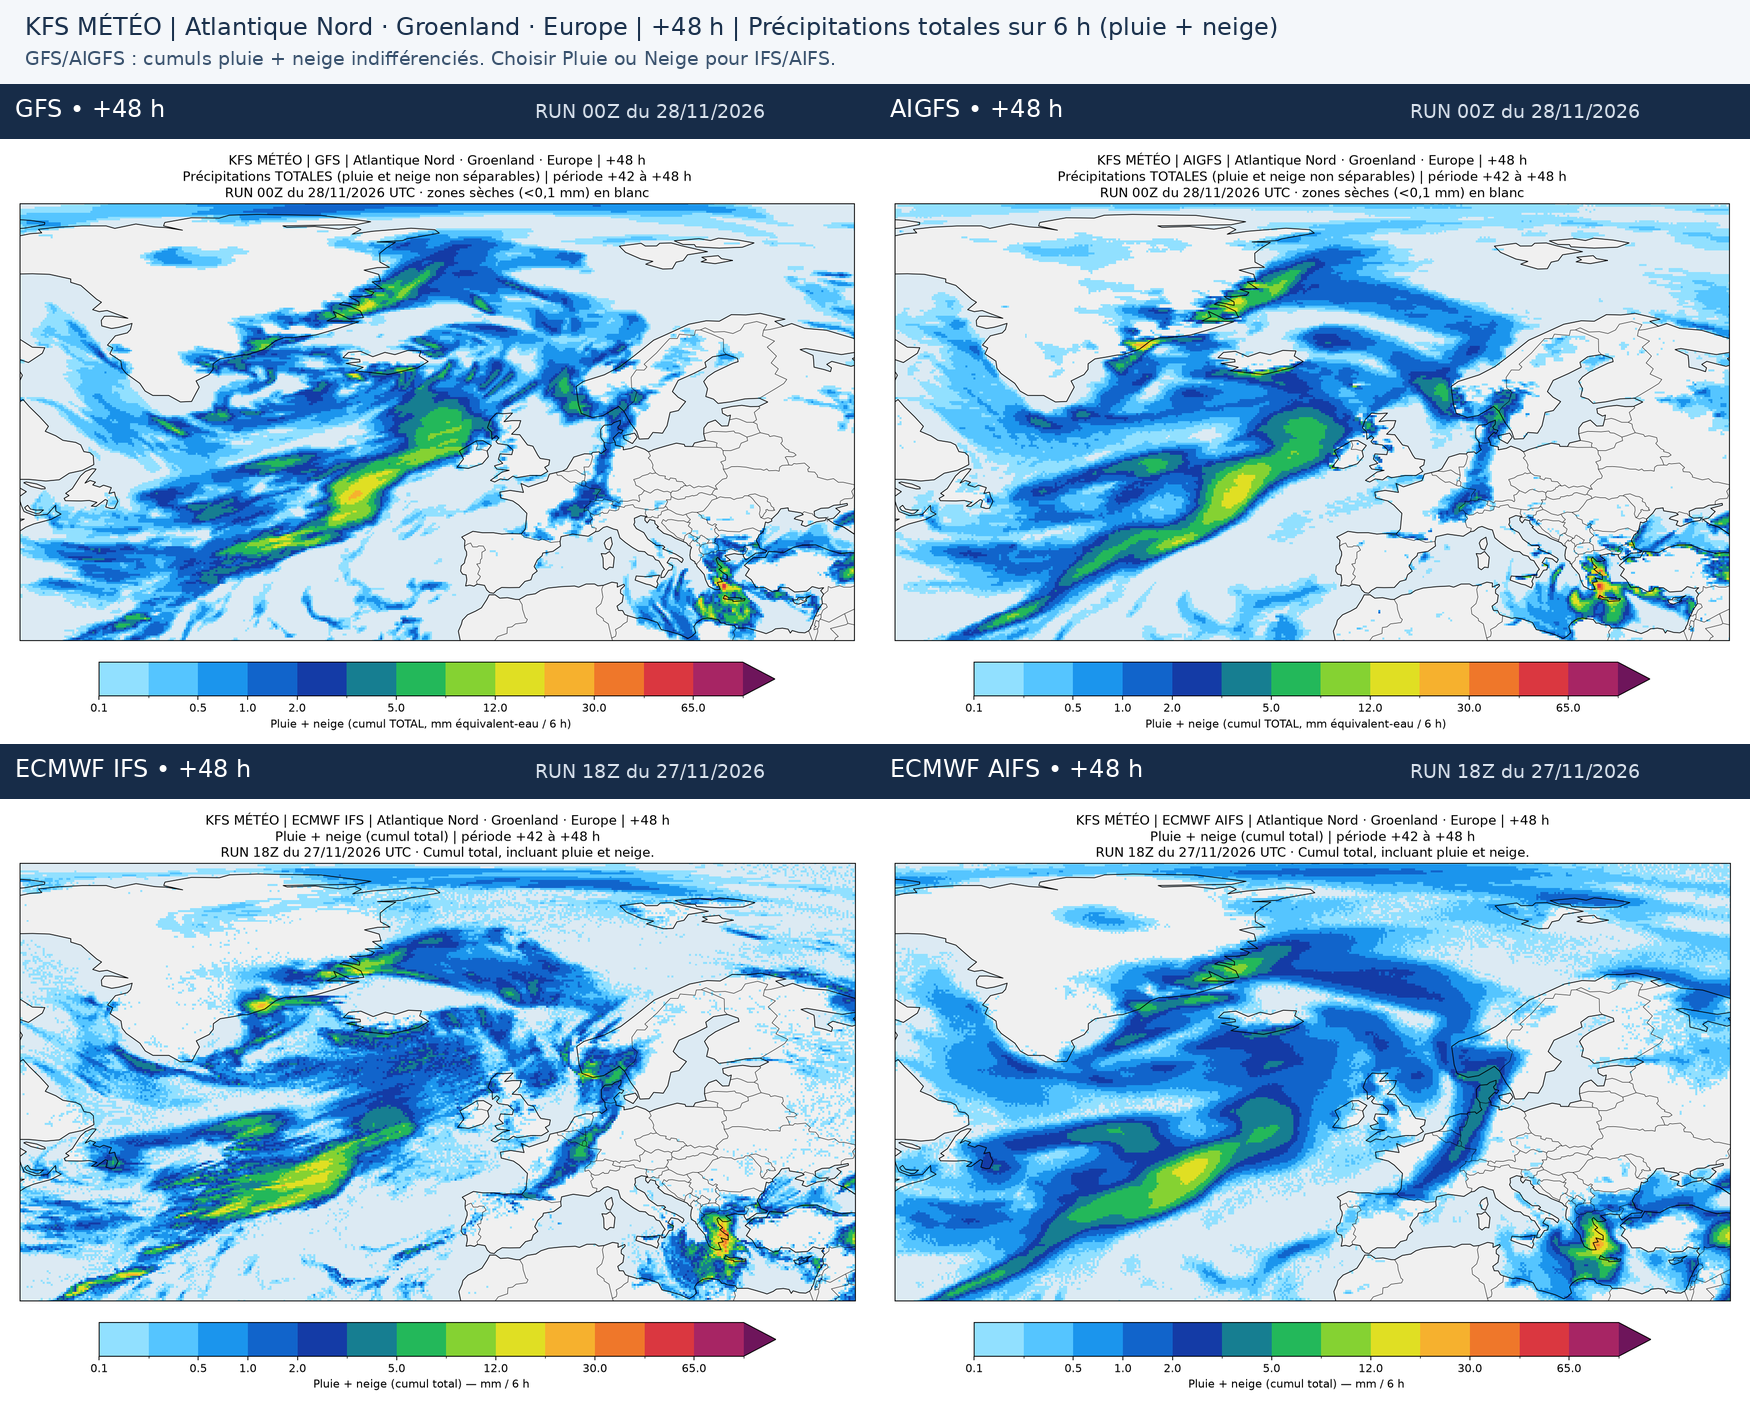 KFS MÉTÉO | Atlantique Nord · Groenland · Europe | +48 h | Précipitations totales sur 6 h (pluie + neige)
GFS/AIGFS : cumuls pluie + neige indifférenciés. Choisir Pluie ou Neige pour IFS/AIFS.
GFS • +48 h RUN 00Z du 28/11/2026
KFS MÉTÉO | GFS | Atlantique Nord · Groenland · Europe | +48 h
Précipitations TOTALES (pluie et neige non séparables) | période +42 à +48 h
RUN 00Z du 28/11/2026 UTC · zones sèches (<0,1 mm) en blanc
0.1 0.5 1.0 2.0 5.0 12.0 30.0 65.0
Pluie + neige (cumul TOTAL, mm équivalent-eau / 6 h)
AIGFS • +48 h RUN 00Z du 28/11/2026
KFS MÉTÉO | AIGFS | Atlantique Nord · Groenland · Europe | +48 h
Précipitations TOTALES (pluie et neige non séparables) | période +42 à +48 h
RUN 00Z du 28/11/2026 UTC · zones sèches (<0,1 mm) en blanc
0.1 0.5 1.0 2.0 5.0 12.0 30.0 65.0
Pluie + neige (cumul TOTAL, mm équivalent-eau / 6 h)
ECMWF IFS • +48 h RUN 18Z du 27/11/2026
KFS MÉTÉO | ECMWF IFS | Atlantique Nord · Groenland · Europe | +48 h
Pluie + neige (cumul total) | période +42 à +48 h
RUN 18Z du 27/11/2026 UTC · Cumul total, incluant pluie et neige.
0.1 0.5 1.0 2.0 5.0 12.0 30.0 65.0
Pluie + neige (cumul total) — mm / 6 h
ECMWF AIFS • +48 h RUN 18Z du 27/11/2026
KFS MÉTÉO | ECMWF AIFS | Atlantique Nord · Groenland · Europe | +48 h
Pluie + neige (cumul total) | période +42 à +48 h
RUN 18Z du 27/11/2026 UTC · Cumul total, incluant pluie et neige.
0.1 0.5 1.0 2.0 5.0 12.0 30.0 65.0
Pluie + neige (cumul total) — mm / 6 h